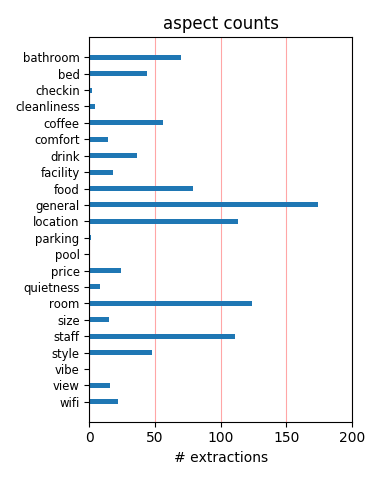 aspect counts
bathroom
bed
checkin
cleanliness
coffee
comfort
drink
facility
food
general
location
parking
pool
price
quietness
room
size
staff
style
vibe
view
wifi
0 50 100 150 200
# extractions